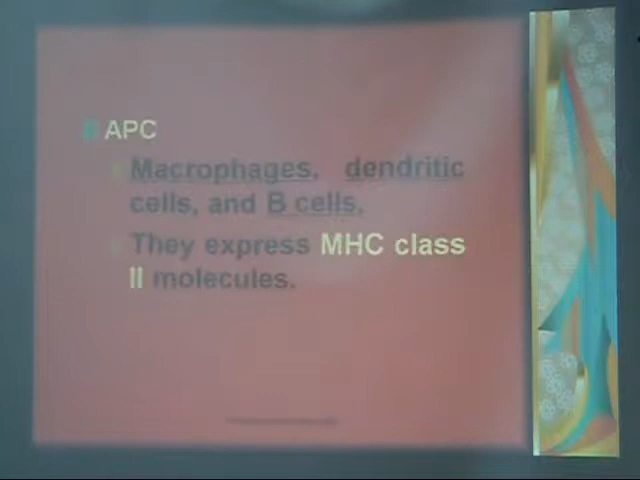 APC
Macrophages, dendritic
cells, and B cells,
They express MHC class
II molecules.